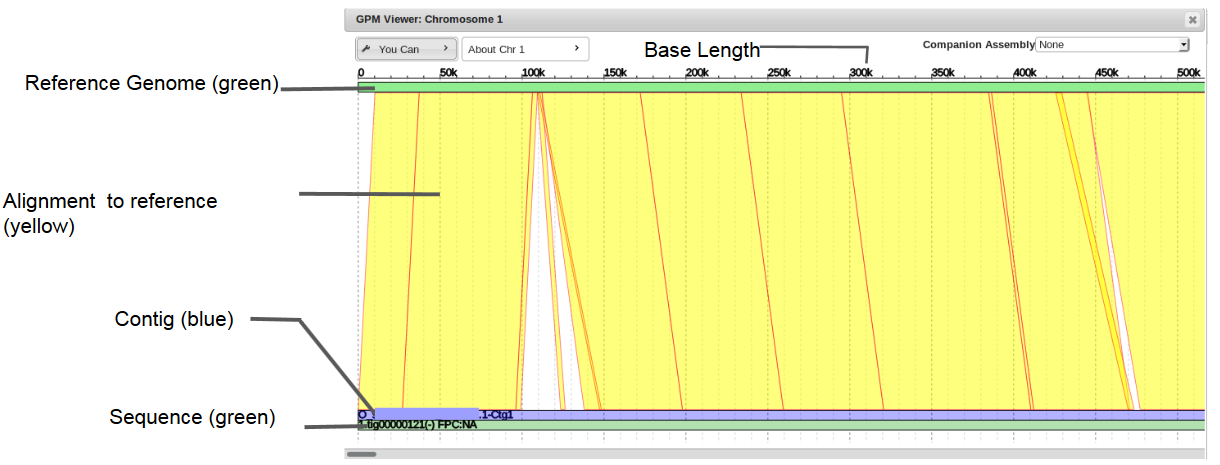 GPM Viewer: Chromosome 1
You Can
About Chr 1
Base Length
Companion Assembly None
0 50k 100k 150k 200k 250k 300k 350k 400k 450k 500k
Reference Genome (green)
Alignment to reference
(yellow)
Contig (blue)
.1-Ctg1
Sequence (green)
tig00000121(-) FPC:NA